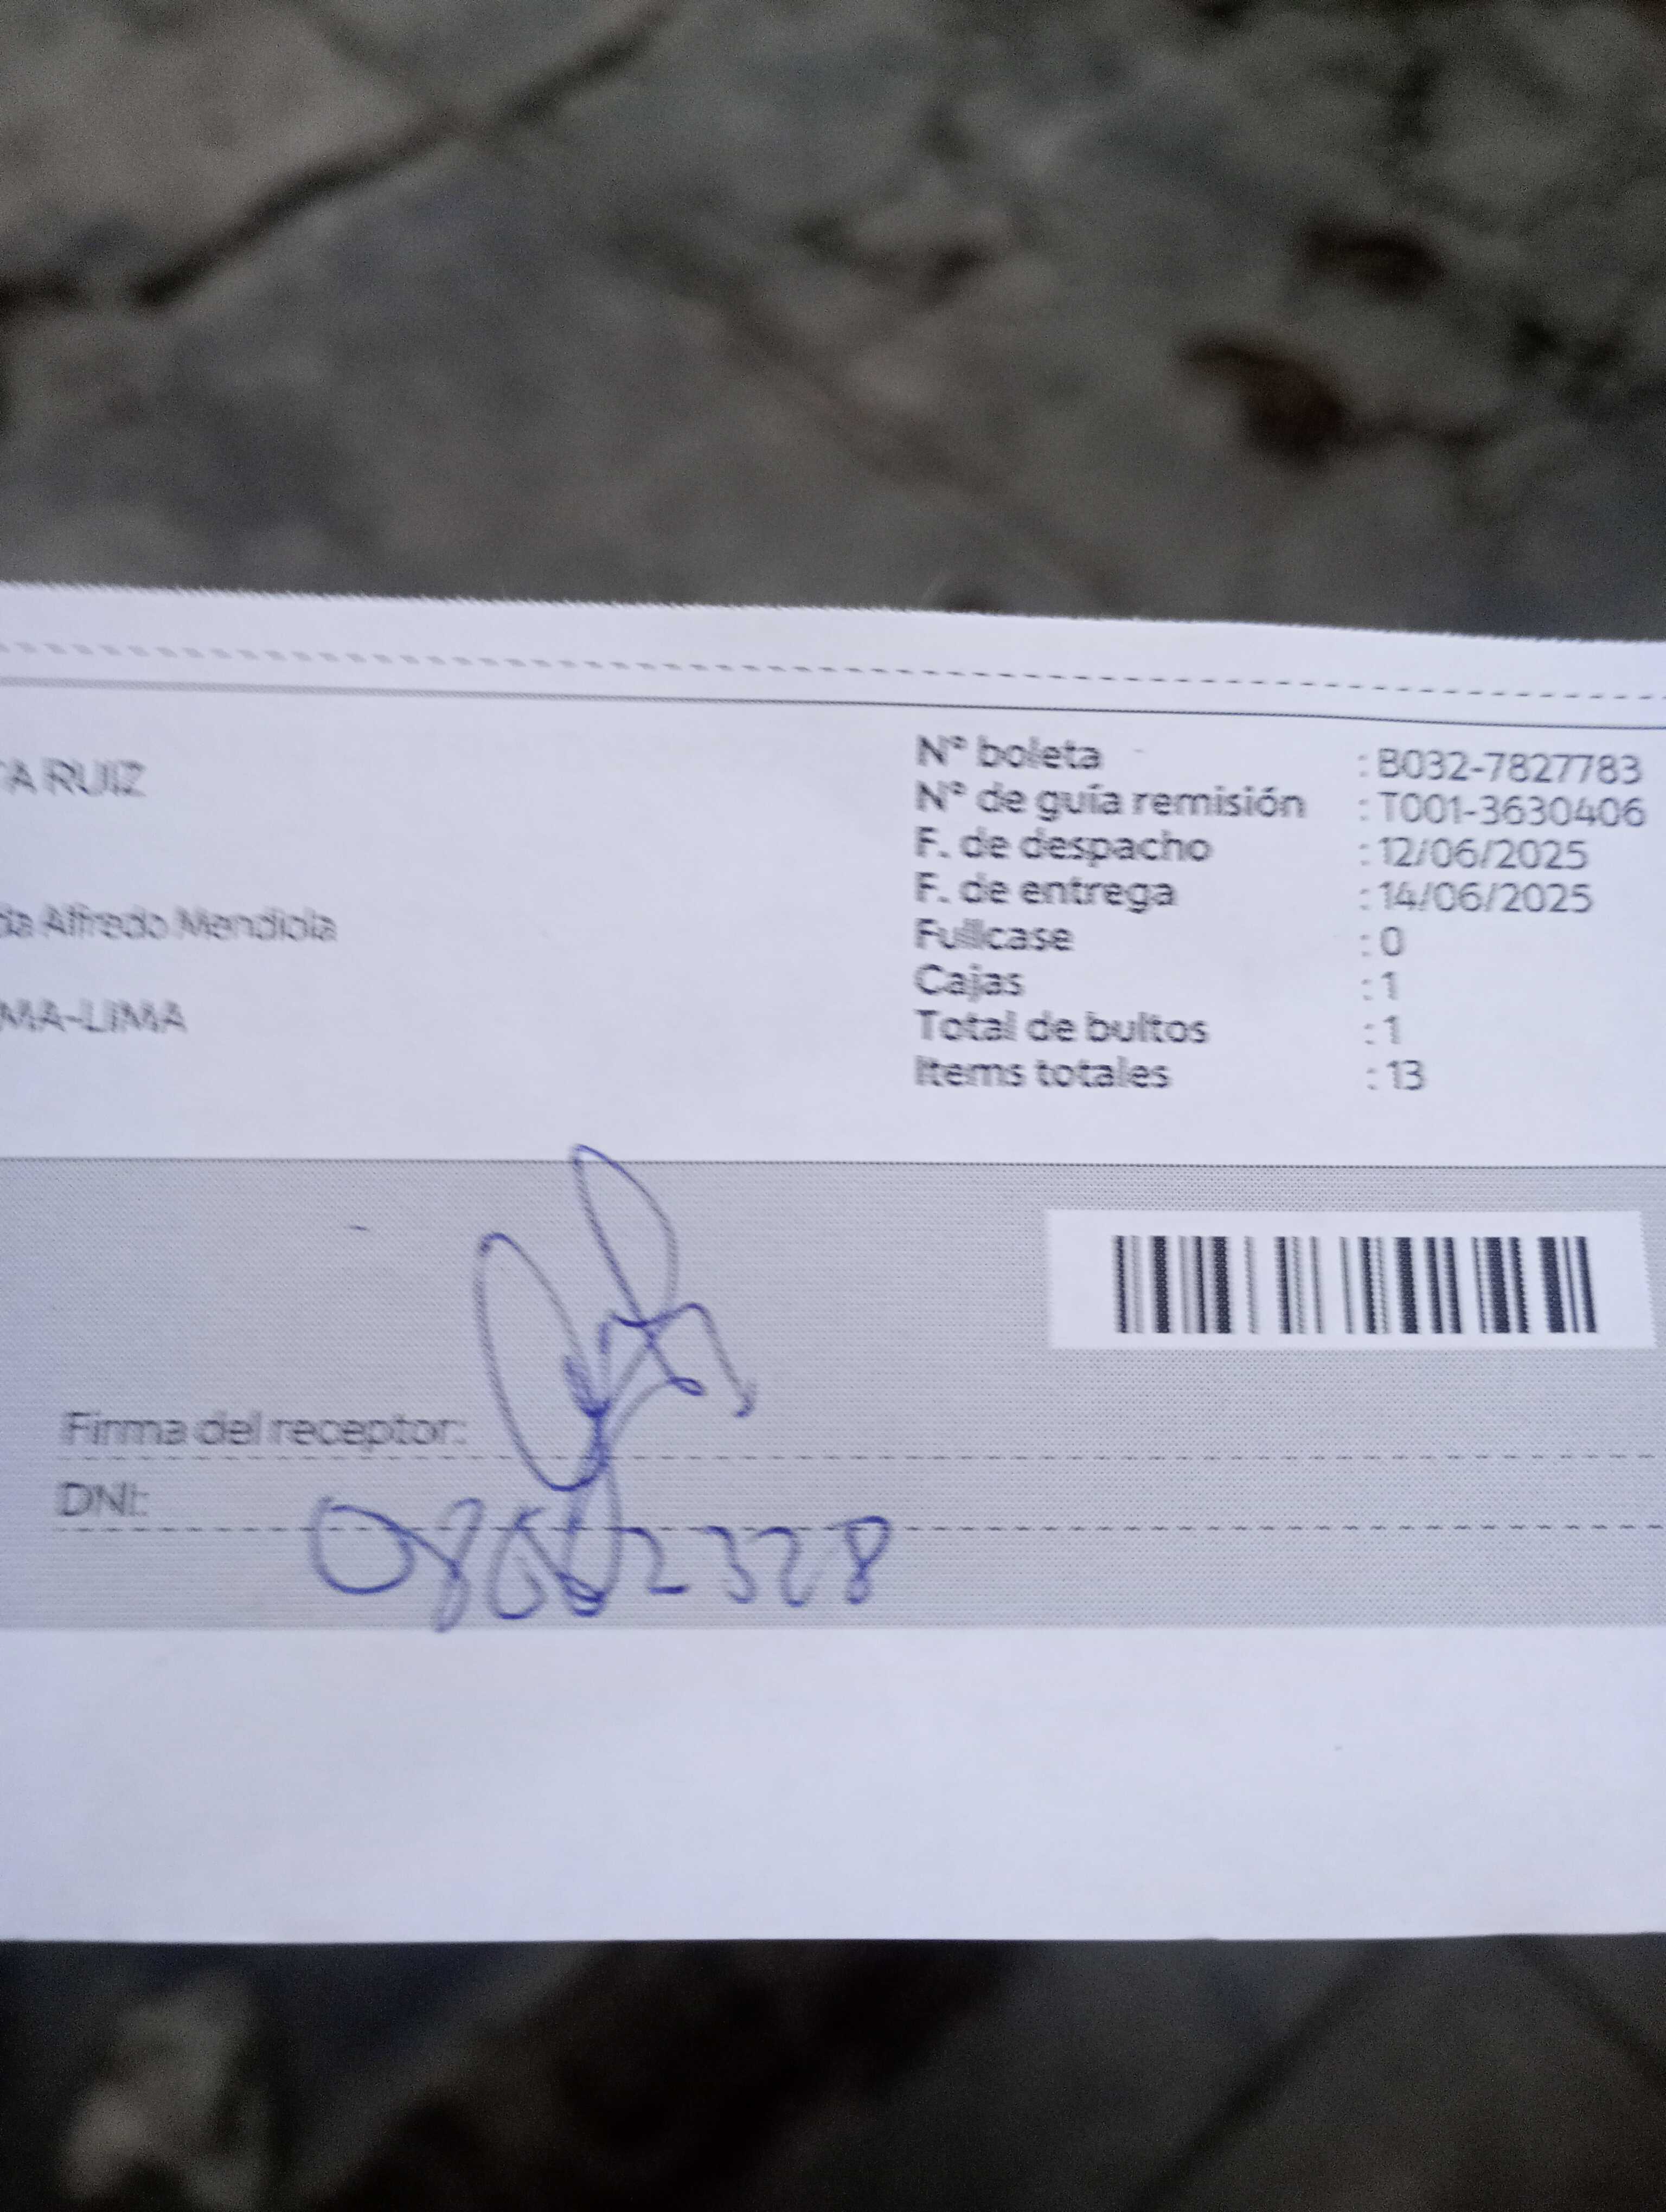 TA RUIZ
da Alfredo Mendiola
MA-LIMA
N° boleta : B032-7827783
N° de guía remisión : T001-3630406
F. de despacho : 12/06/2025
F. de entrega : 14/06/2025
Fullcase : 0
Cajas : 1
Total de bultos : 1
Items totales : 13
Firma del receptor:
DNI: